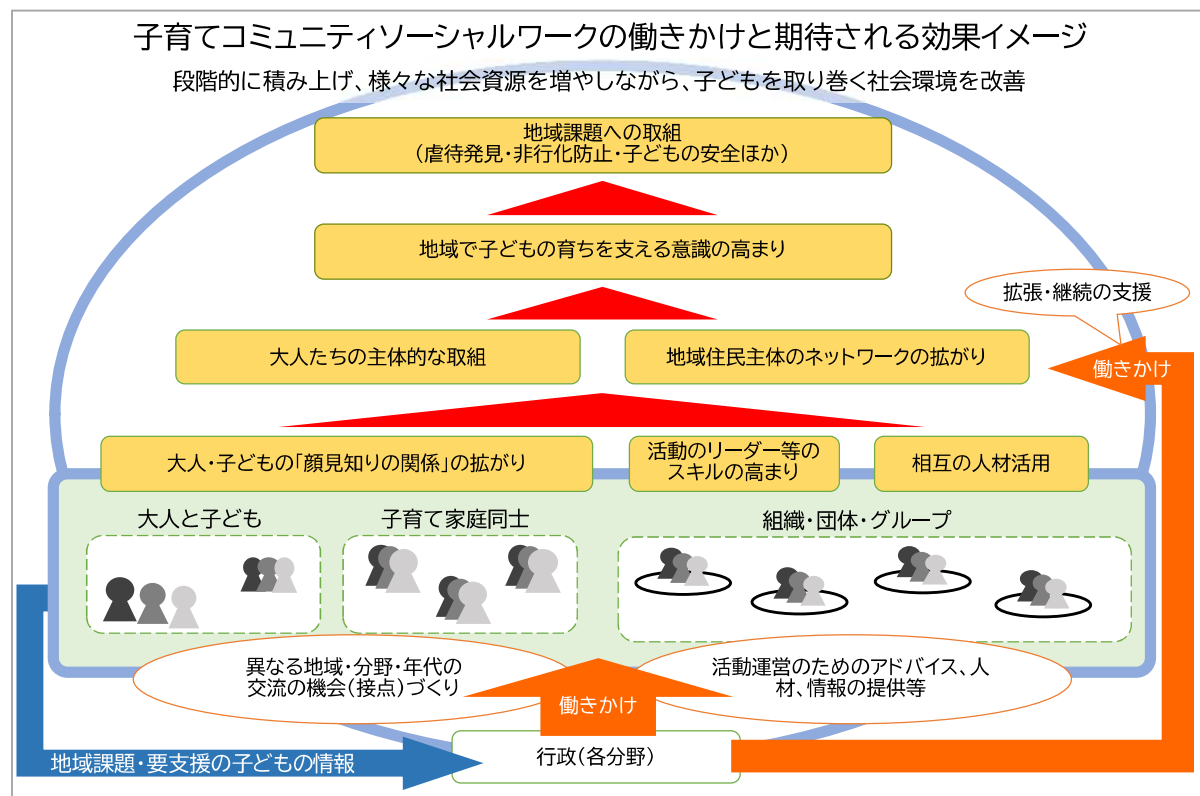 子育てコミュニティソーシャルワークの働きかけと期待される効果イメージ
段階的に積み上げ、様々な社会資源を増やしながら、子どもを取り巻く社会環境を改善
地域課題への取組
（虐待発見・非行化防止・子どもの安全ほか）
地域で子どもの育ちを支える意識の高まり
拡張・継続の支援
大人たちの主体的な取組
地域住民主体のネットワークの拡がり
働きかけ
大人・子どもの「顔見知りの関係」の拡がり
活動のリーダー等の
スキルの高まり
相互の人材活用
大人と子ども
子育て家庭同士
組織・団体・グループ
異なる地域・分野・年代の
交流の機会（接点）づくり
活動運営のためのアドバイス、人
材、情報の提供等
働きかけ
行政（各分野）
地域課題・要支援の子どもの情報